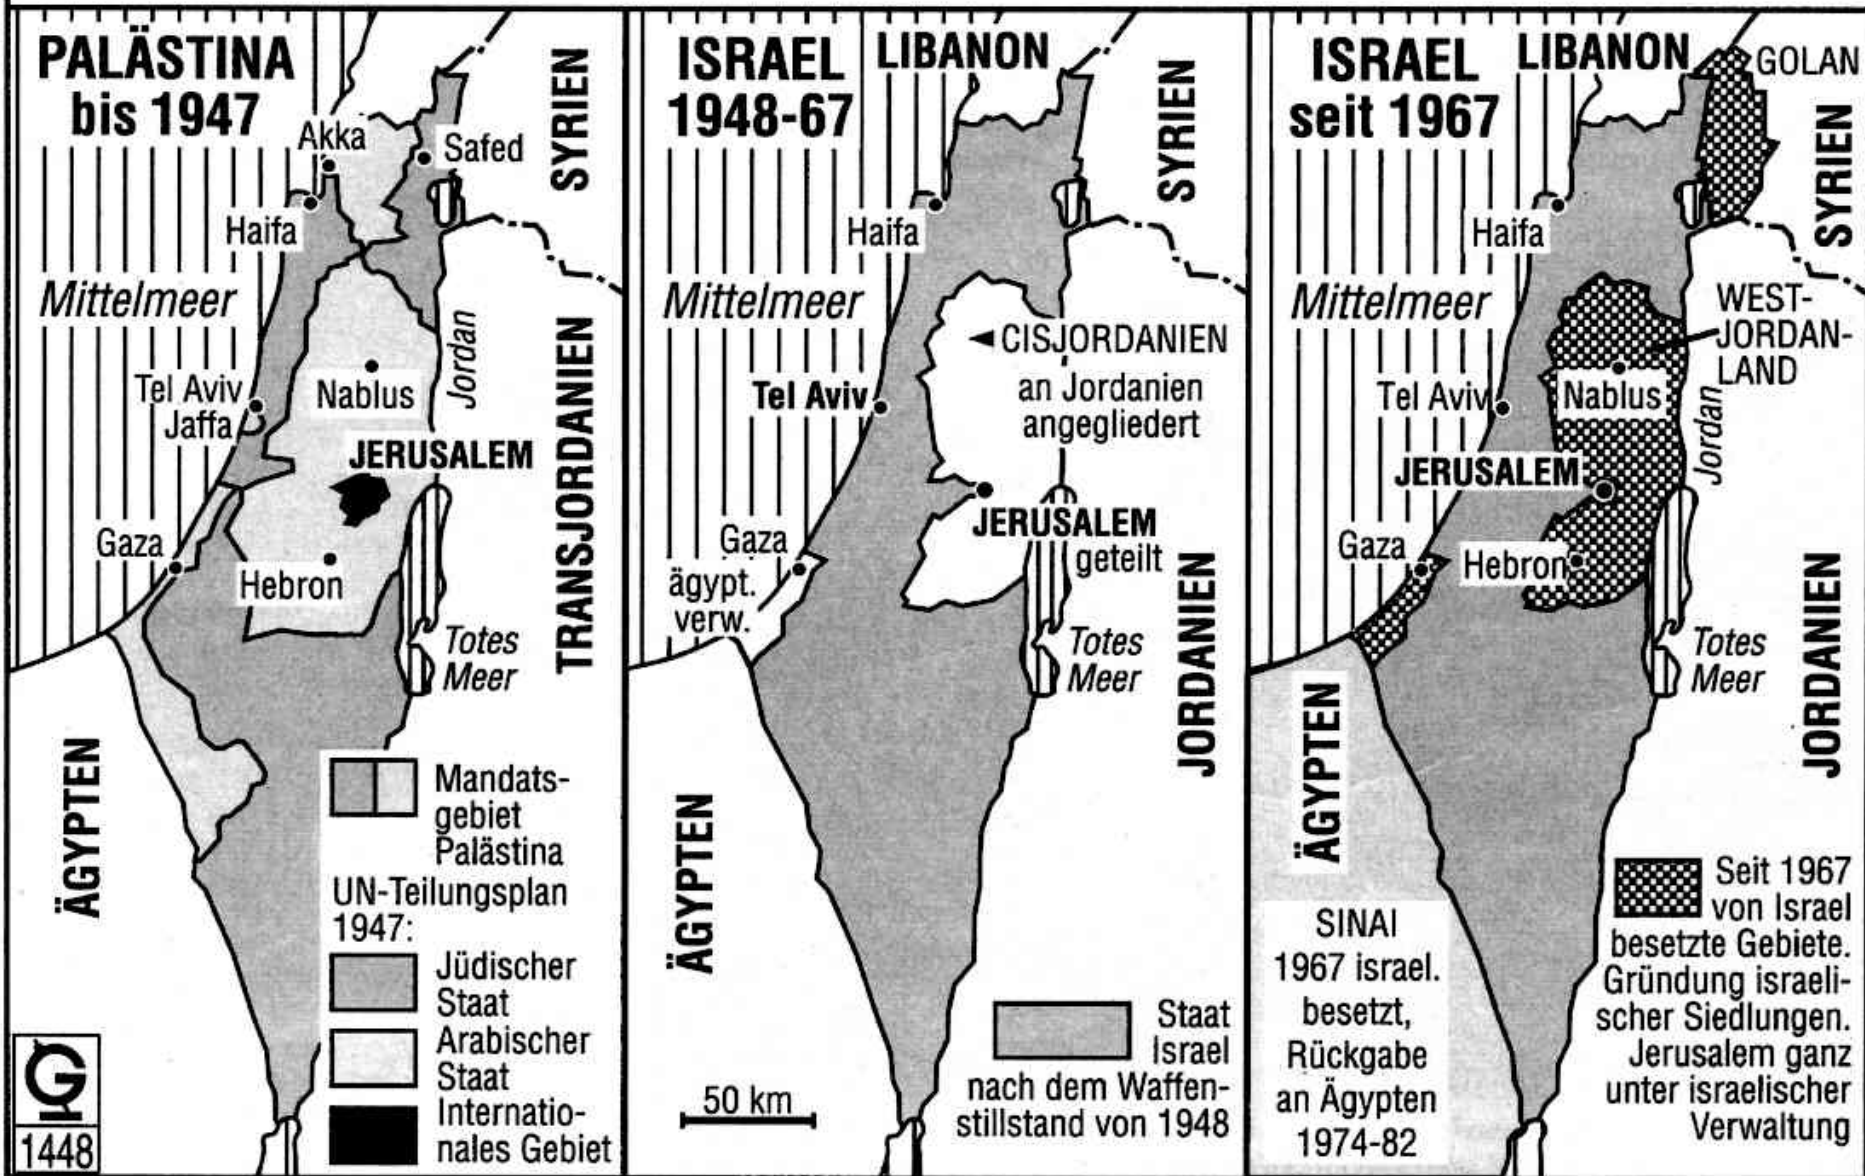 PALÄSTINA
bis 1947
Akka
Safed
SYRIEN
Haifa
Mittelmeer
Jordan
Tel Aviv
Jaffa
Nablus
JERUSALEM
TRANSJORDANIEN
Gaza
Hebron
Totes
Meer
ÄGYPTEN
Mandats-
gebiet
Palästina
UN-Teilungsplan
1947:
Jüdischer
Staat
Arabischer
Staat
Internatio-
nales Gebiet
G
1448
ISRAEL
1948-67
LIBANON
SYRIEN
Haifa
Mittelmeer
CISJORDANIEN
an Jordanien
angegliedert
Tel Aviv
JERUSALEM
geteilt
Gaza
ägypt.
verw.
Totes
Meer
JORDANIEN
ÄGYPTEN
Staat
Israel
nach dem Waffen-
stillstand von 1948
50 km
ISRAEL
seit 1967
LIBANON
GOLAN
SYRIEN
Haifa
Mittelmeer
WEST-
JORDAN-
LAND
Tel Aviv
Nablus
Jordan
JERUSALEM
Gaza
Hebron
Totes
Meer
JORDANIEN
ÄGYPTEN
SINAI
1967 israel.
besetzt,
Rückgabe
an Ägypten
1974-82
Seit 1967
von Israel
besetzte Gebiete.
Gründung israeli-
scher Siedlungen.
Jerusalem ganz
unter israelischer
Verwaltung